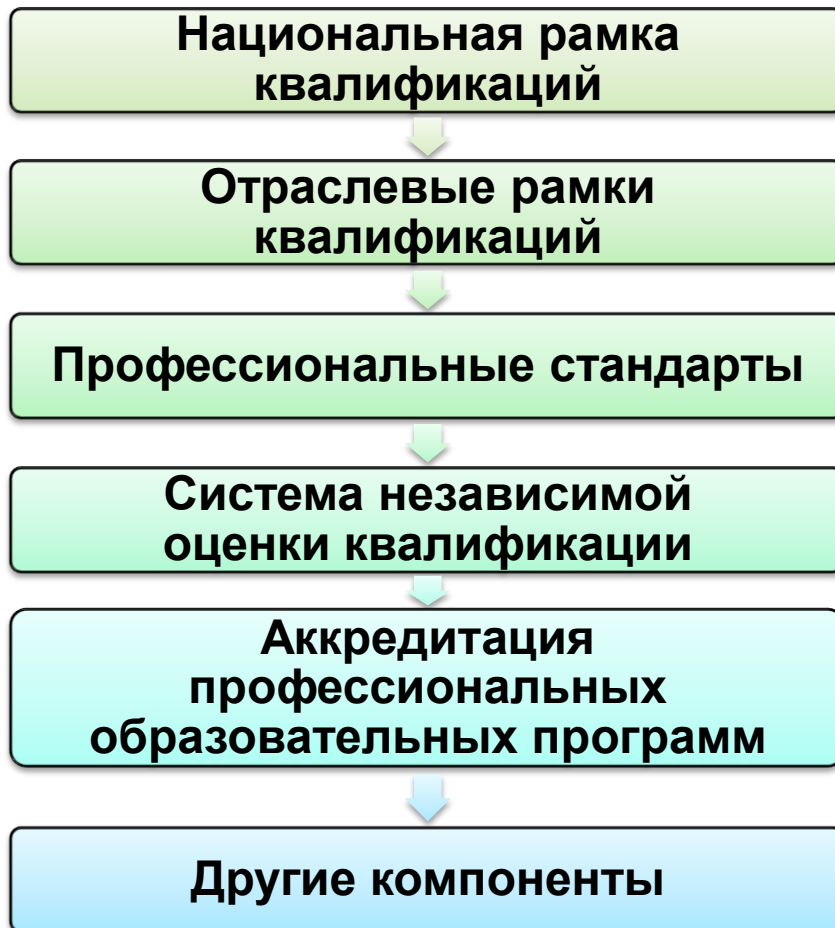 Национальная рамка
квалификаций
Отраслевые рамки
квалификаций
Профессиональные стандарты
Система независимой
оценки квалификации
Аккредитация
профессиональных
образовательных программ
Другие компоненты